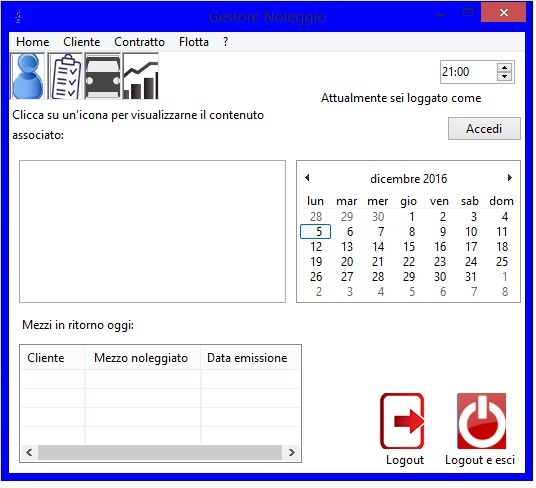 Gestore Noleggio
Home Cliente Contratto Flotta ?
21:00
Attualmente sei loggato come
Clicca su un'icona per visualizzarne il contenuto
associato:
Accedi
dicembre 2016
lun mar mer gio ven sab dom
28 29 30 1 2 3 4
5 6 7 8 9 10 11
12 13 14 15 16 17 18
19 20 21 22 23 24 25
26 27 28 29 30 31 1
2 3 4 5 6 7 8
Mezzi in ritorno oggi:
Cliente Mezzo noleggiato Data emissione
Logout Logout e esci